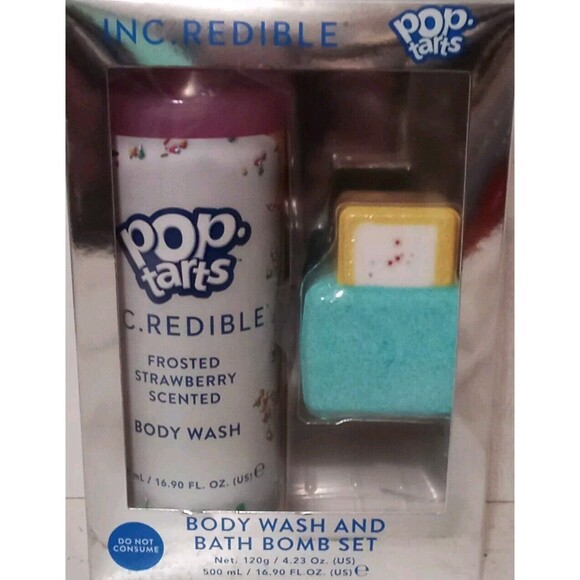 INC.REDIBLE
pop.
tarts
pop.
tarts
C.REDIBLE
FROSTED
STRAWBERRY
SCENTED
BODY WASH
mL / 16.90 FL. OZ. (US) ℮
DO NOT
CONSUME
BODY WASH AND
BATH BOMB SET
Net. 120g / 4.23 Oz. (US)
500 mL / 16.90 FL.OZ. (US) ℮